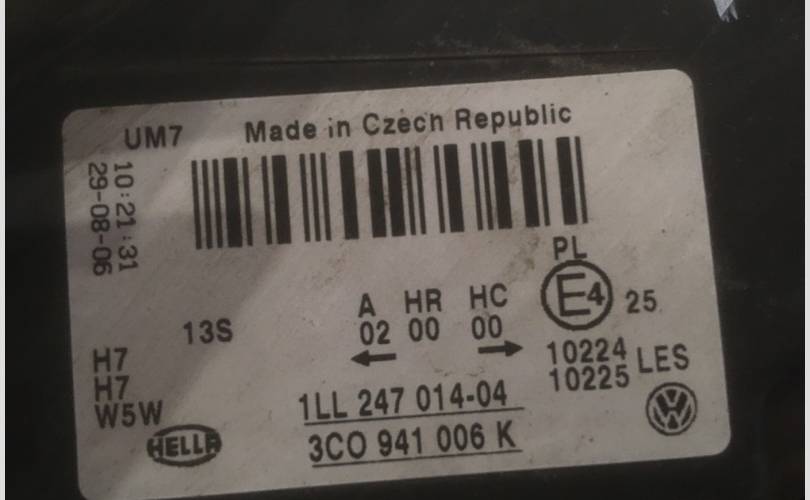 UM7 Made in Czech Republic
10:21:31
29-08-06
PL
A HR HC E4 25
13S 02 00 00
← →
H7 10224 LES
H7 10225
W5W 1LL 247 014-04
HELLA 3C0 941 006 K
VW